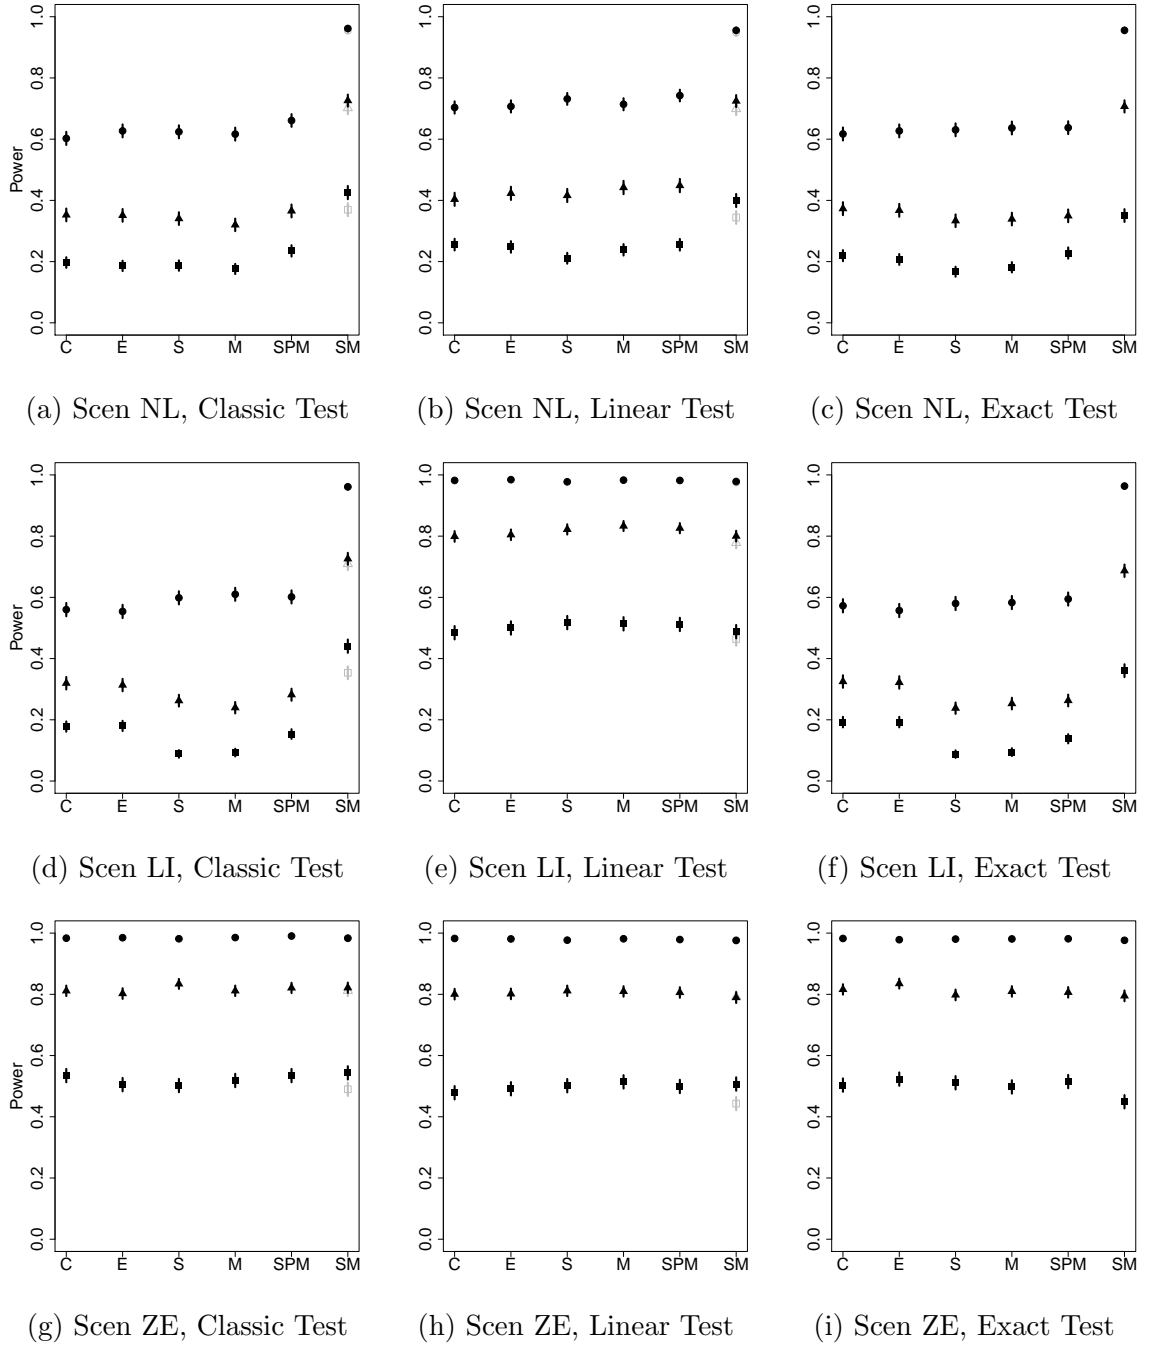 1.0 1.0 1.0
0.8 0.8 0.8
0.6 0.6 0.6
Power
0.4 0.4 0.4
0.2 0.2 0.2
0.0 0.0 0.0
C E S M SPM SM C E S M SPM SM C E S M SPM SM
(a) Scen NL, Classic Test (b) Scen NL, Linear Test (c) Scen NL, Exact Test
1.0 1.0 1.0
0.8 0.8 0.8
0.6 0.6 0.6
Power
0.4 0.4 0.4
0.2 0.2 0.2
0.0 0.0 0.0
C E S M SPM SM C E S M SPM SM C E S M SPM SM
(d) Scen LI, Classic Test (e) Scen LI, Linear Test (f) Scen LI, Exact Test
1.0 1.0 1.0
0.8 0.8 0.8
0.6 0.6 0.6
Power
0.4 0.4 0.4
0.2 0.2 0.2
0.0 0.0 0.0
C E S M SPM SM C E S M SPM SM C E S M SPM SM
(g) Scen ZE, Classic Test (h) Scen ZE, Linear Test (i) Scen ZE, Exact Test